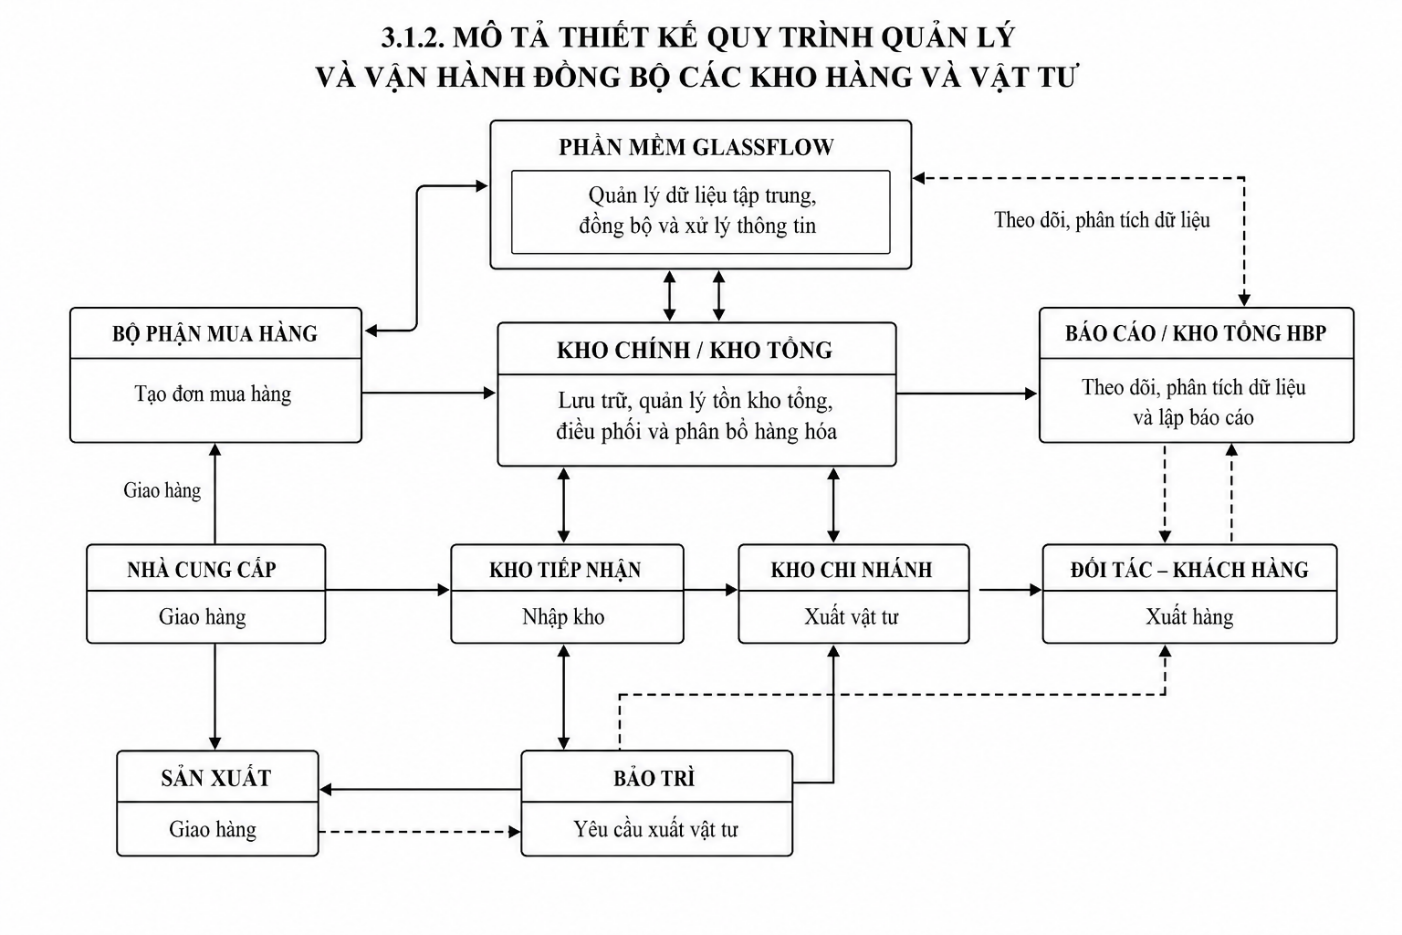 3.1.2. MÔ TẢ THIẾT KẾ QUY TRÌNH QUẢN LÝ
VÀ VẬN HÀNH ĐỒNG BỘ CÁC KHO HÀNG VÀ VẬT TƯ
PHẦN MỀM GLASSFLOW
Quản lý dữ liệu tập trung,
đồng bộ và xử lý thông tin
Theo dõi, phân tích dữ liệu
BỘ PHẬN MUA HÀNG
Tạo đơn mua hàng
KHO CHÍNH / KHO TỔNG
Lưu trữ, quản lý tồn kho tổng,
điều phối và phân bổ hàng hóa
BÁO CÁO / KHO TỔNG HBP
Theo dõi, phân tích dữ liệu
và lập báo cáo
Giao hàng
NHÀ CUNG CẤP
Giao hàng
KHO TIẾP NHẬN
Nhập kho
KHO CHI NHÁNH
Xuất vật tư
ĐỐI TÁC – KHÁCH HÀNG
Xuất hàng
SẢN XUẤT
Giao hàng
BẢO TRÌ
Yêu cầu xuất vật tư